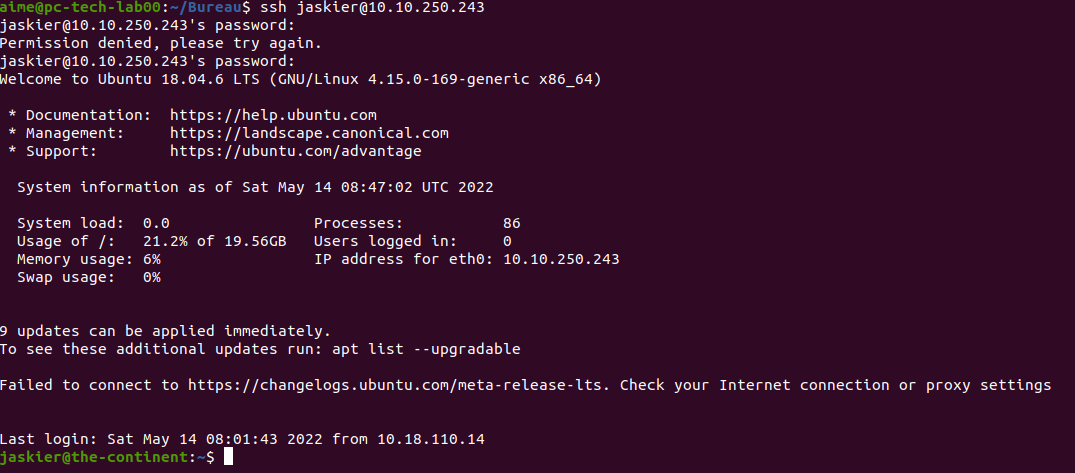 aime@pc-tech-lab00:~/Bureau$ ssh jaskier@10.10.250.243
jaskier@10.10.250.243's password:
Permission denied, please try again.
jaskier@10.10.250.243's password:
Welcome to Ubuntu 18.04.6 LTS (GNU/Linux 4.15.0-169-generic x86_64)
* Documentation: https://help.ubuntu.com
* Management: https://landscape.canonical.com
* Support: https://ubuntu.com/advantage
System information as of Sat May 14 08:47:02 UTC 2022
System load: 0.0 Processes: 86
Usage of /: 21.2% of 19.56GB Users logged in: 0
Memory usage: 6% IP address for eth0: 10.10.250.243
Swap usage: 0%
9 updates can be applied immediately.
To see these additional updates run: apt list --upgradable
Failed to connect to https://changelogs.ubuntu.com/meta-release-lts. Check your Internet connection or proxy settings
Last login: Sat May 14 08:01:43 2022 from 10.18.110.14
jaskier@the-continent:~$